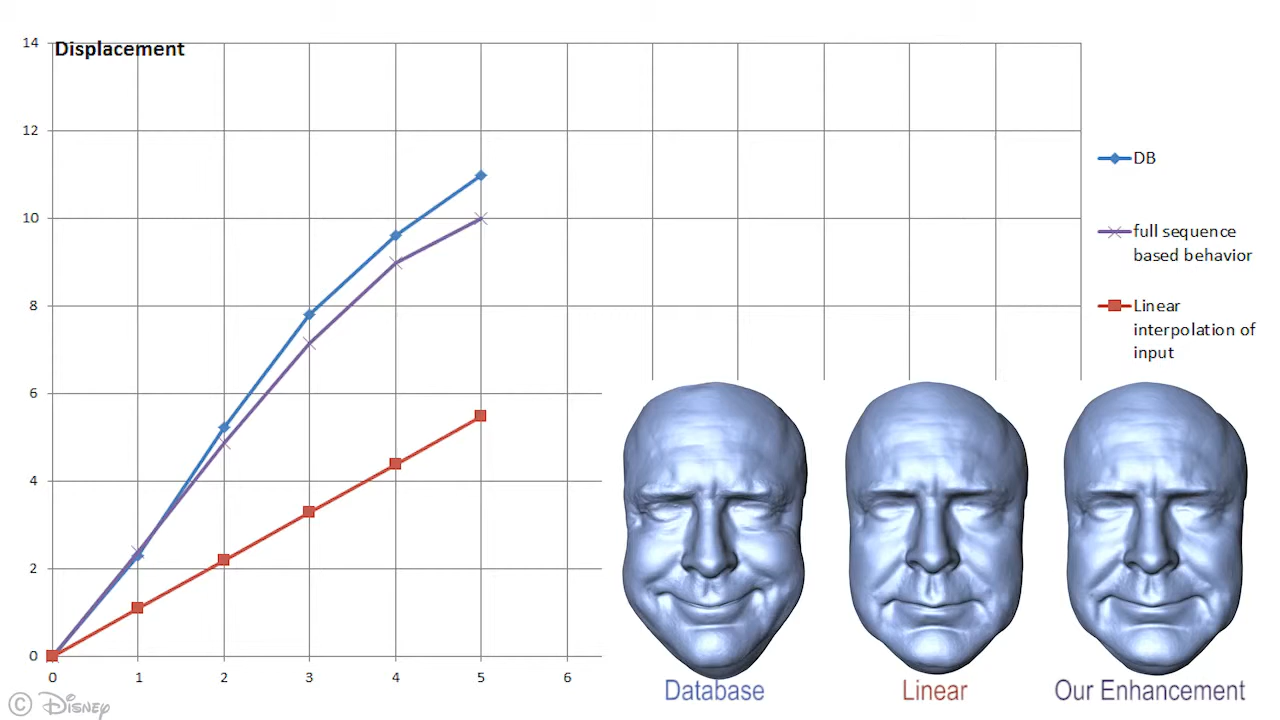 Displacement
14
12
10
8
6
4
2
0
0 1 2 3 4 5 6
DB
full sequence
based behavior
Linear
interpolation of
input
Database
Linear
Our Enhancement
© Disney